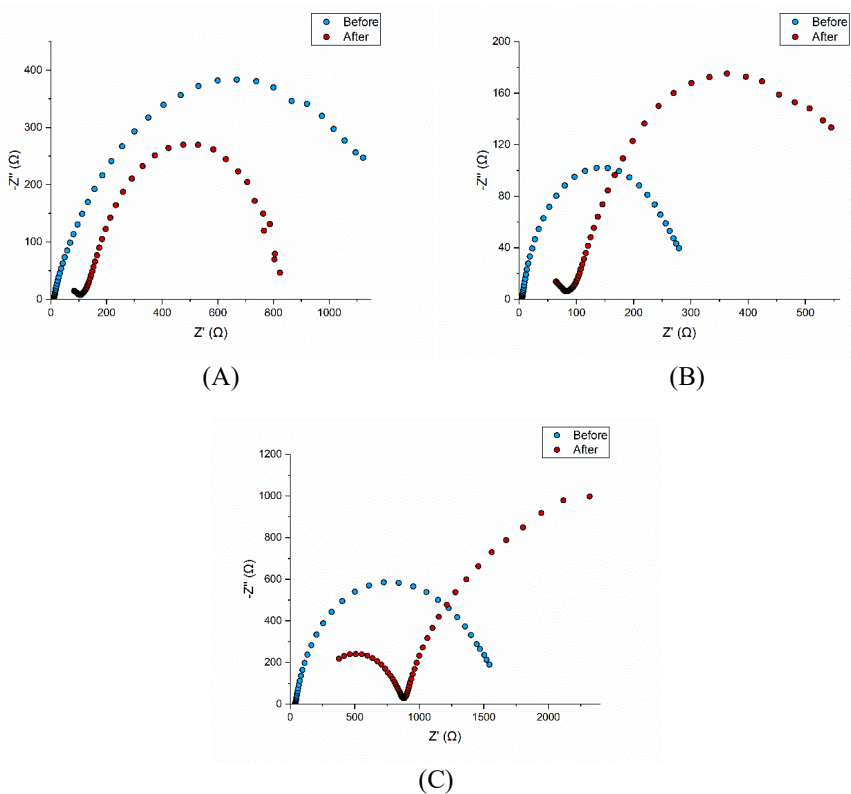 Before
After
400
300
200
100
0
-Z'' (Ω)
0 200 400 600 800 1000
Z' (Ω)
(A)
Before
After
200
160
120
80
40
0
-Z'' (Ω)
0 100 200 300 400 500
Z' (Ω)
(B)
Before
After
1200
1000
800
600
400
200
0
-Z'' (Ω)
0 500 1000 1500 2000
Z' (Ω)
(C)